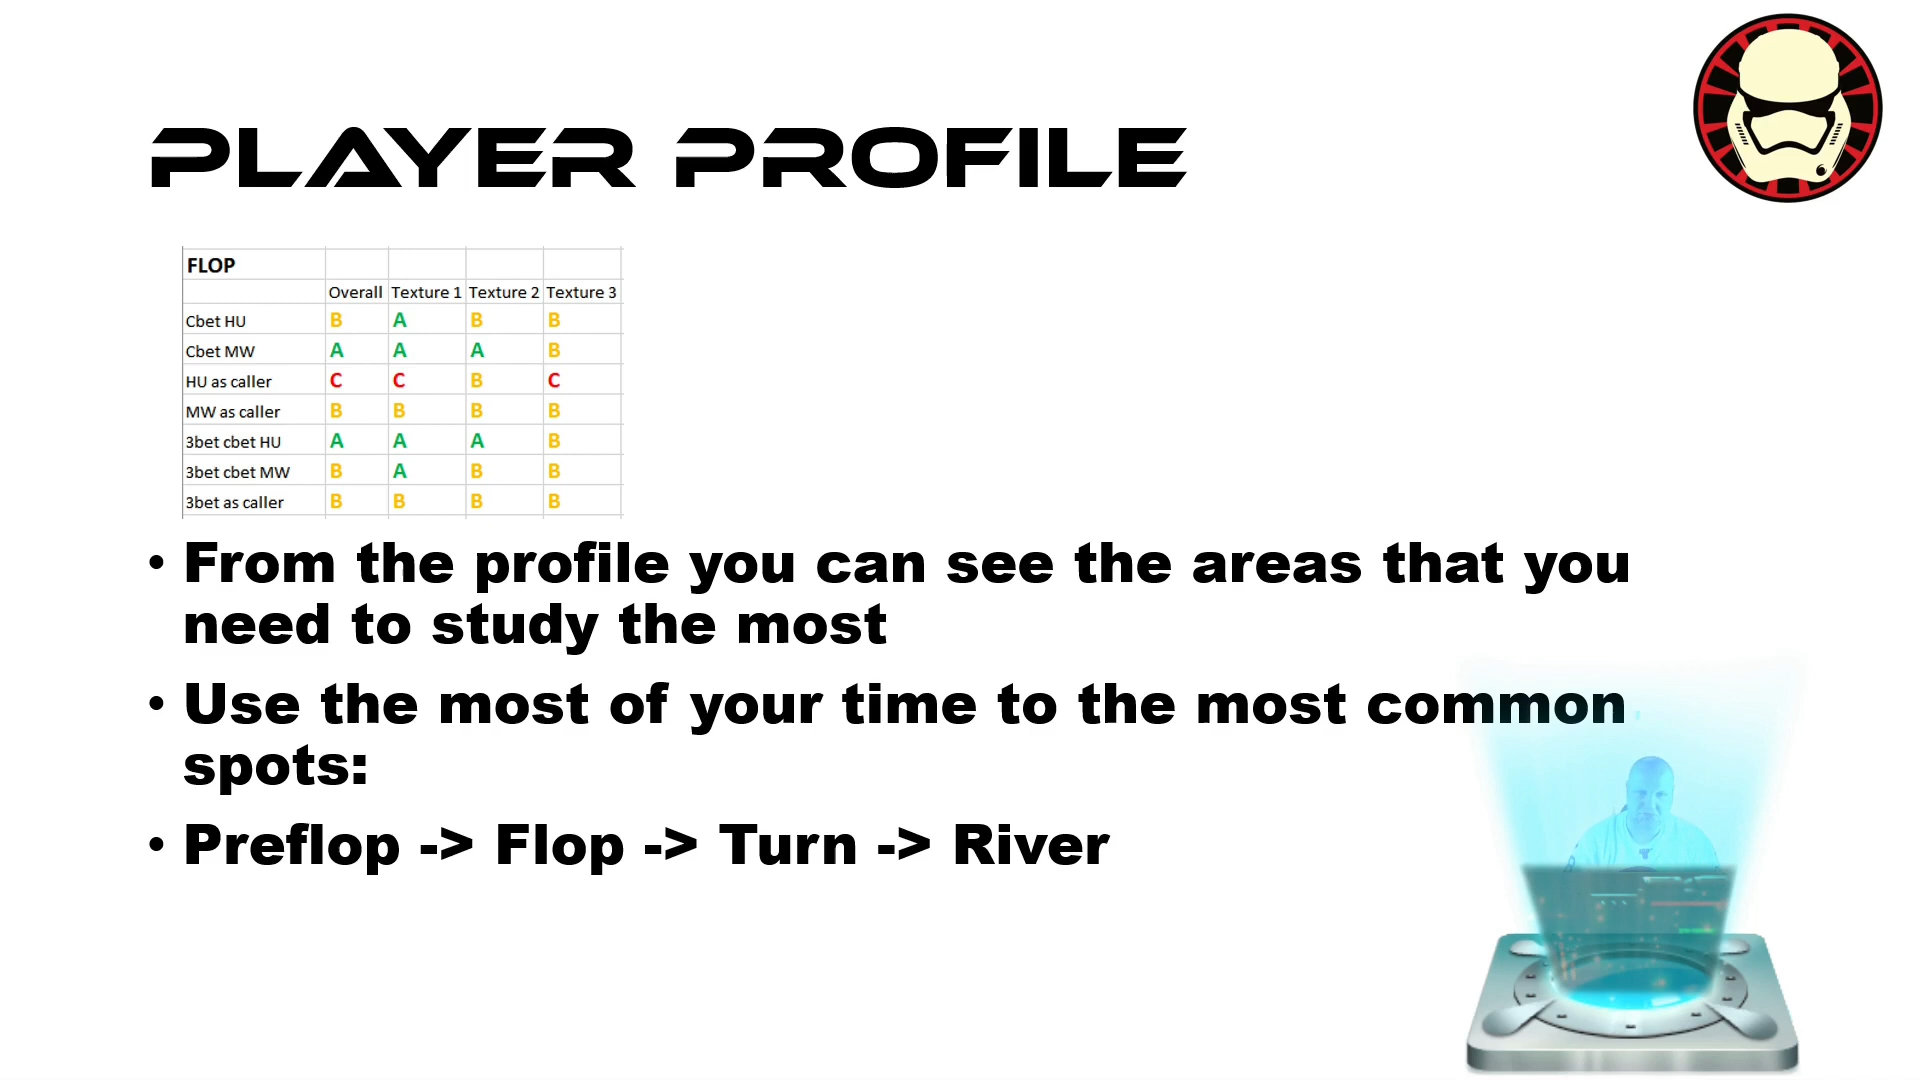 PLAYER PROFILE
FLOP
Overall Texture 1 Texture 2 Texture 3
Cbet HU B A B B
Cbet MW A A A B
HU as caller C C B C
MW as caller B B B B
3bet cbet HU A A A B
3bet cbet MW B A B B
3bet as caller B B B B
• From the profile you can see the areas that you
need to study the most
• Use the most of your time to the most common
spots:
• Preflop -> Flop -> Turn -> River